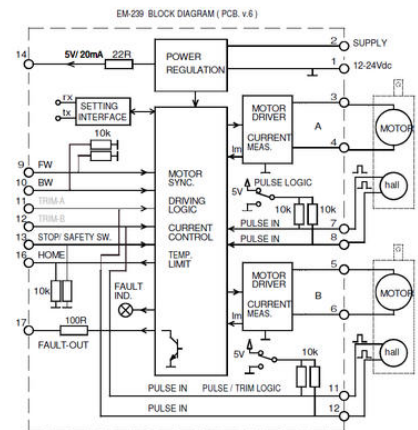 EM-239 BLOCK DIAGRAM ( PCB. v.6 )
14
5V/ 20mA
22R
POWER
REGULATION
2
SUPPLY
1
12-24Vdc
rx
tx
SETTING
INTERFACE
10k
MOTOR
DRIVER
CURRENT
MEAS.
A
Im
3
4
MOTOR
hall
9
FW
10
BW
11
TRIM-A
12
TRIM-B
13
STOP/ SAFETY SW.
16
HOME
10k
MOTOR
SYNC.
DRIVING
LOGIC
CURRENT
CONTROL
TEMP.
LIMIT
5V
PULSE LOGIC
10k
10k
PULSE IN
7
PULSE IN
8
FAULT
IND.
MOTOR
DRIVER
CURRENT
MEAS.
B
Im
5
6
MOTOR
hall
17
100R
FAULT-OUT
5V
10k
PULSE IN
PULSE / TRIM LOGIC
11
PULSE IN
12